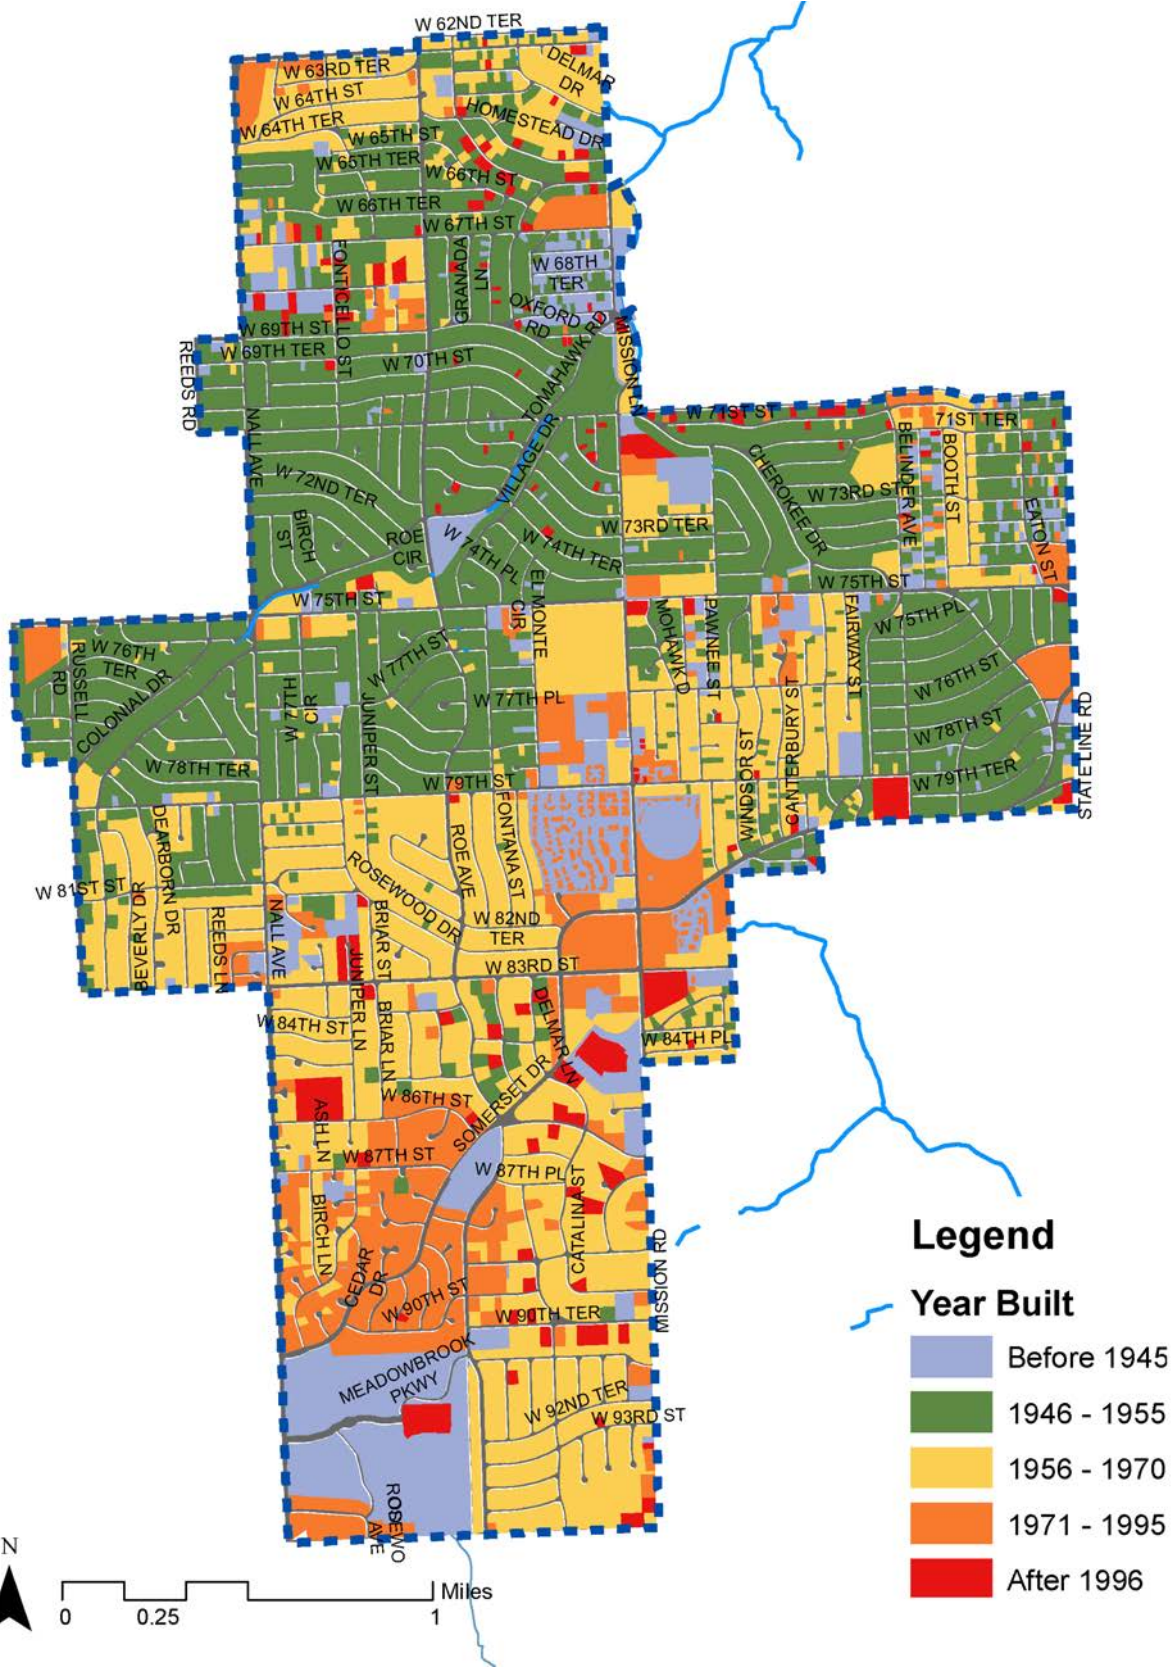 W 62ND TER
W 63RD TER
DELMAR
DR
W 64TH ST
W 64TH TER
HOMESTEAD DR
W 65TH ST
W 65TH TER
W 66TH ST
W 66TH TER
W 67TH ST
FONTICELLO ST
GRANADA
LN
W 68TH
TER
OXFORD
RD
W 69TH ST
W 69TH TER
REEDS RD
W 70TH ST
TOMAHAWK RD
MISSION LN
W 71ST ST
71ST TER
NALL AVE
VILLAGE DR
CHEROKEE DR
BELINDER AVE
BOOTH ST
W 72ND TER
W 73RD ST
EATON ST
BIRCH
ST
ROE
CIR
W 74TH PL
W 74TH TER
W 73RD TER
W 75TH ST
W 75TH ST
EL MONTE
CIR
MOHAWK D
PAWNEE ST
FAIRWAY ST
W 75TH PL
W 76TH
TER
RUSSELL
RD
COLONIAL DR
W 77TH ST
W 76TH ST
W 77TH
CIR
JUNIPER ST
W 77TH PL
WINDSOR ST
CANTERBURY ST
W 78TH ST
STATE LINE RD
W 78TH TER
W 79TH ST
W 79TH TER
DEARBORN DR
ROE AVE
FONTANA ST
W 81ST ST
BEVERLY DR
REEDS LN
NALL AVE
ROSEWOOD DR
BRIAR ST
W 82ND
TER
JUNIPER LN
W 83RD ST
W 84TH ST
BRIAR LN
DELMAR LN
W 84TH PL
ASH LN
W 86TH ST
SOMERSET DR
W 87TH ST
W 87TH PL
CATALINA ST
BIRCH LN
CEDAR
DR
W 90TH ST
W 90TH TER
MISSION RD
MEADOWBROOK
PKWY
W 92ND TER
W 93RD ST
AVE
Legend
Year Built
Before 1945
1946 - 1955
1956 - 1970
1971 - 1995
After 1996
N
Miles
0
0.25
1